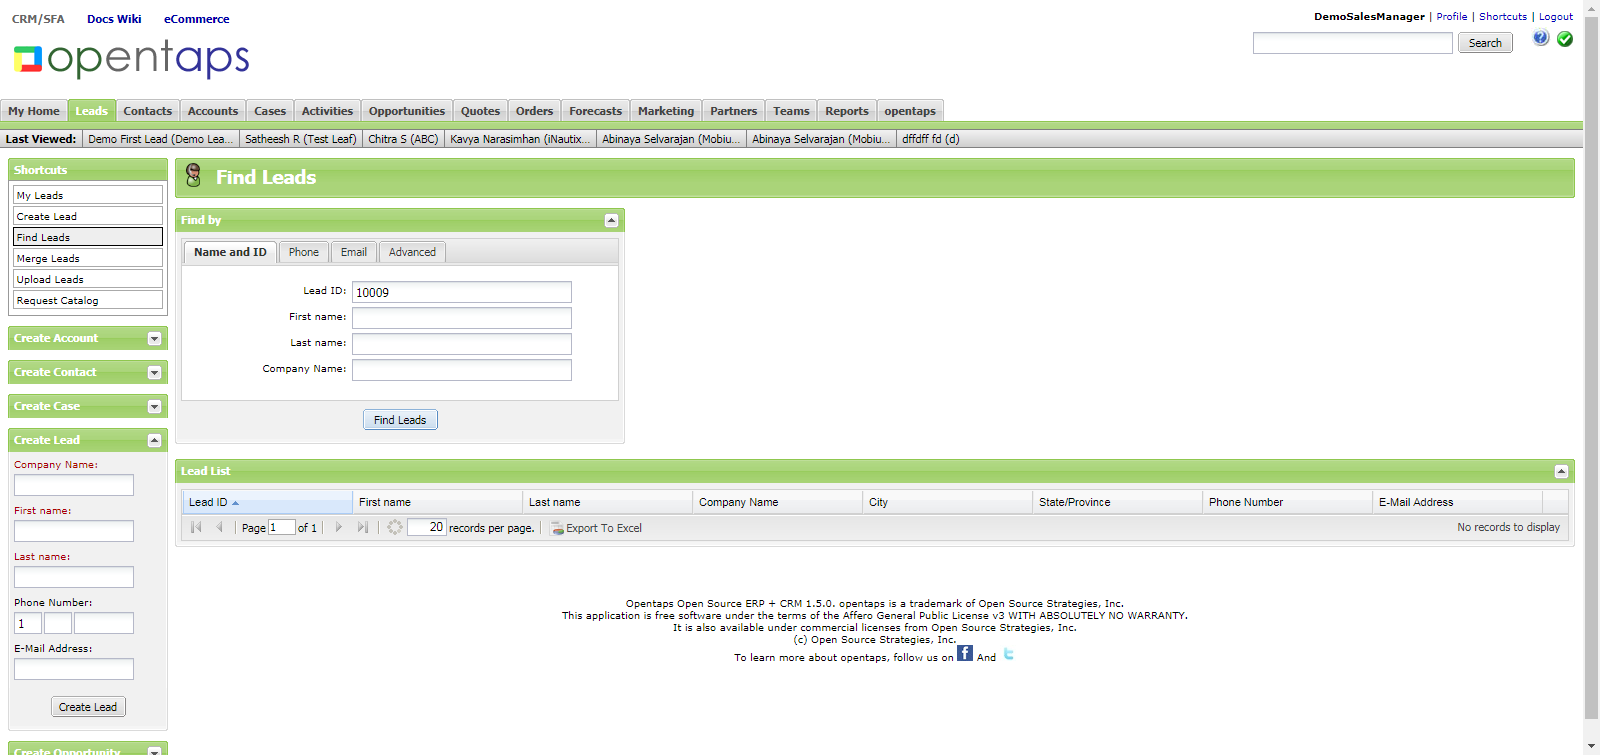 CRM/SFA Docs Wiki eCommerce
DemoSalesManager | Profile | Shortcuts | Logout
opentaps
Search
My Home Leads Contacts Accounts Cases Activities Opportunities Quotes Orders Forecasts Marketing Partners Teams Reports opentaps
Last Viewed: Demo First Lead (Demo Lea... Satheesh R (Test Leaf) Chitra S (ABC) Kavya Narasimhan (iNautix... Abinaya Selvarajan (Mobiu... Abinaya Selvarajan (Mobiu... dffdff fd (d)
Shortcuts
My Leads
Create Lead
Find Leads
Merge Leads
Upload Leads
Request Catalog
Create Account
Create Contact
Create Case
Create Lead
Company Name:
First name:
Last name:
Phone Number:
1
E-Mail Address:
Create Lead
Create Opportunity
Find Leads
Find by
Name and ID Phone Email Advanced
Lead ID: 10009
First name:
Last name:
Company Name:
Find Leads
Lead List
Lead ID First name Last name Company Name City State/Province Phone Number E-Mail Address
Page 1 of 1 20 records per page. Export To Excel No records to display
Opentaps Open Source ERP + CRM 1.5.0. opentaps is a trademark of Open Source Strategies, Inc.
This application is free software under the terms of the Affero General Public License v3 WITH ABSOLUTELY NO WARRANTY.
It is also available under commercial licenses from Open Source Strategies, Inc.
(c) Open Source Strategies, Inc.
To learn more about opentaps, follow us on f And t